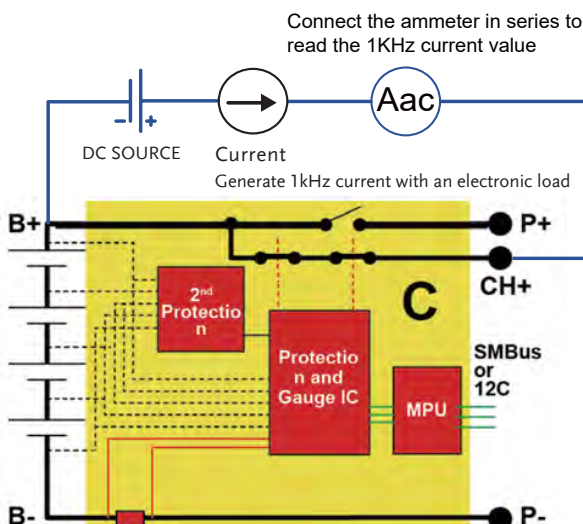 Connect the ammeter in series to
read the 1KHz current value
Aac
- +
DC SOURCE
Current
Generate 1kHz current with an electronic load
B+
P+
CH+
C
2nd
Protectio
n
Protectio
n and
Gauge IC
MPU
SMBus
or
12C
B-
P-